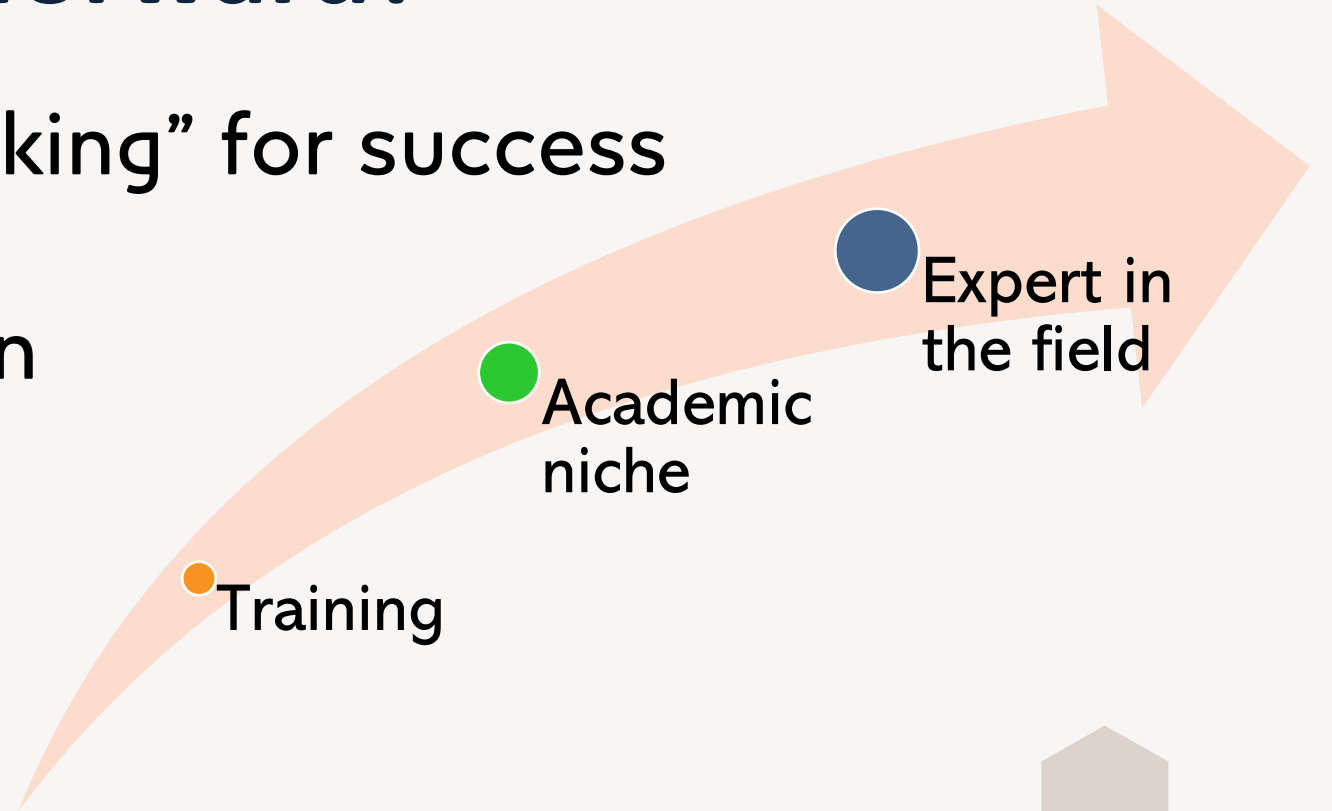 king” for success
n
Expert in
the field
Academic
niche
Training